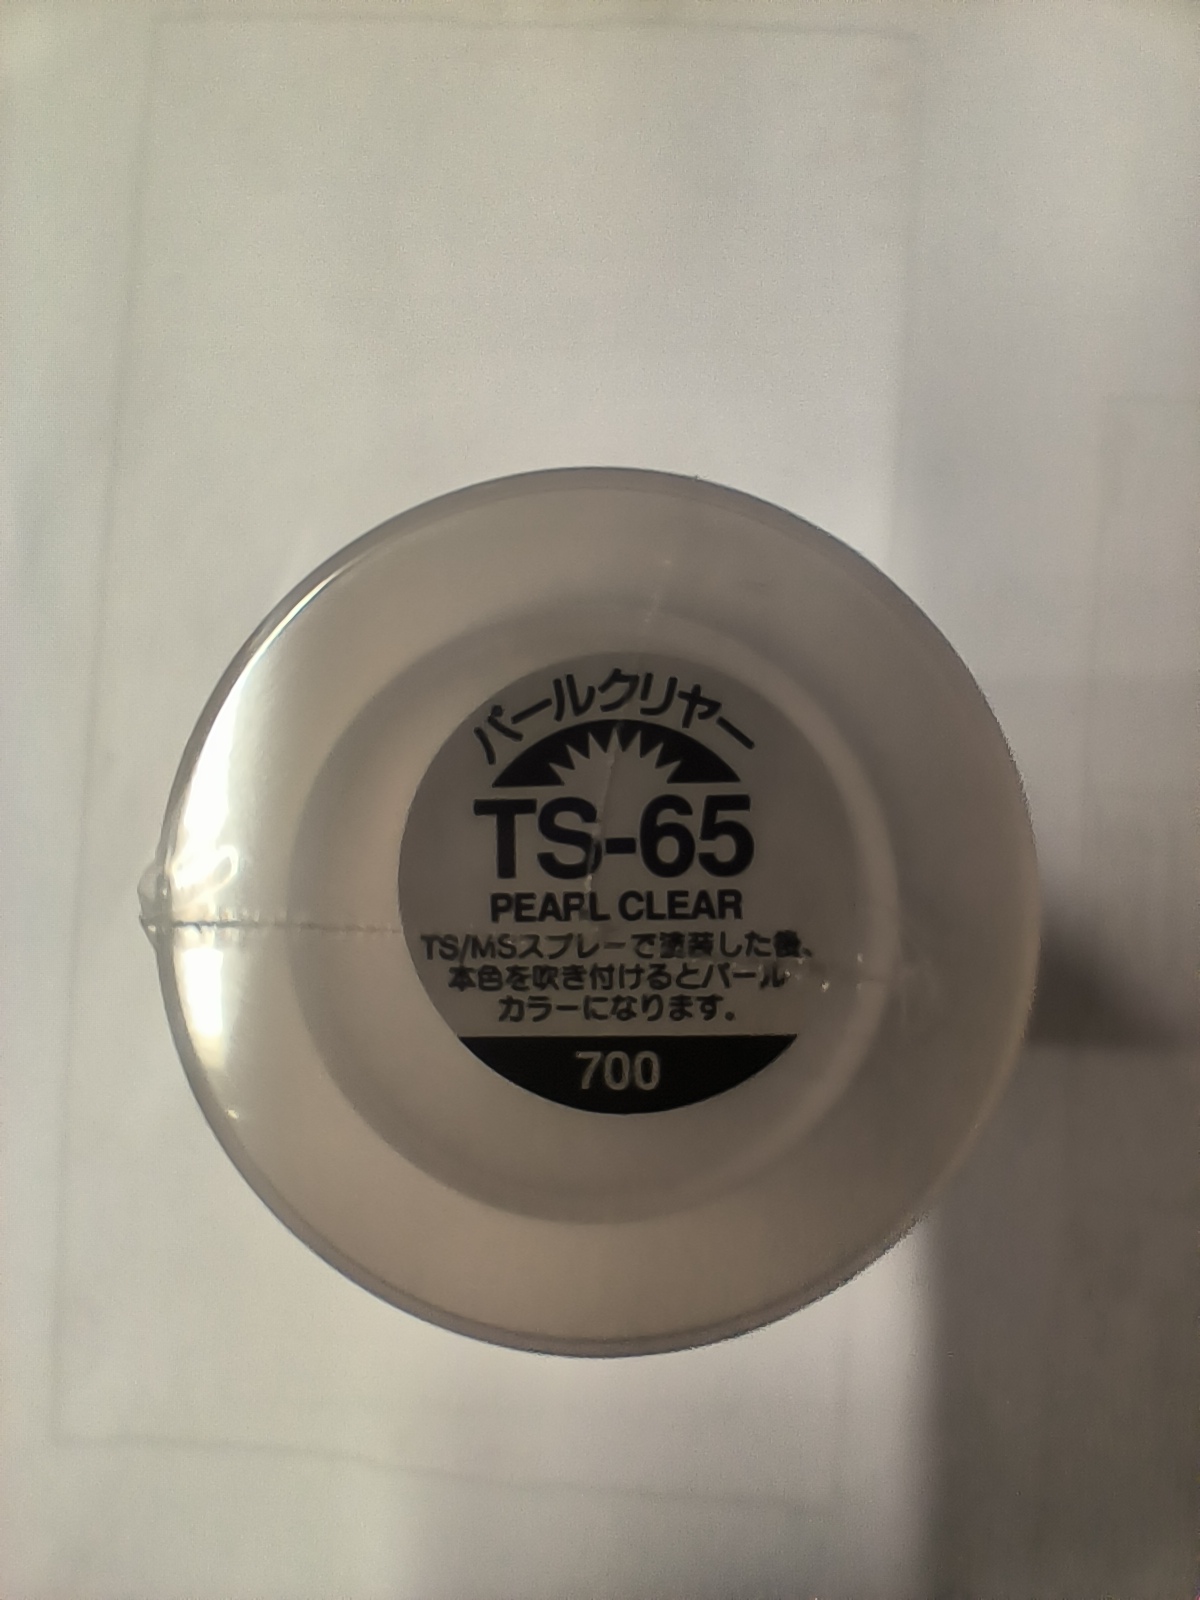 パールクリヤー
TS-65
PEARL CLEAR
TS/MSスプレーで塗装した後、
本色を吹き付けるとパール
カラーになります。
700